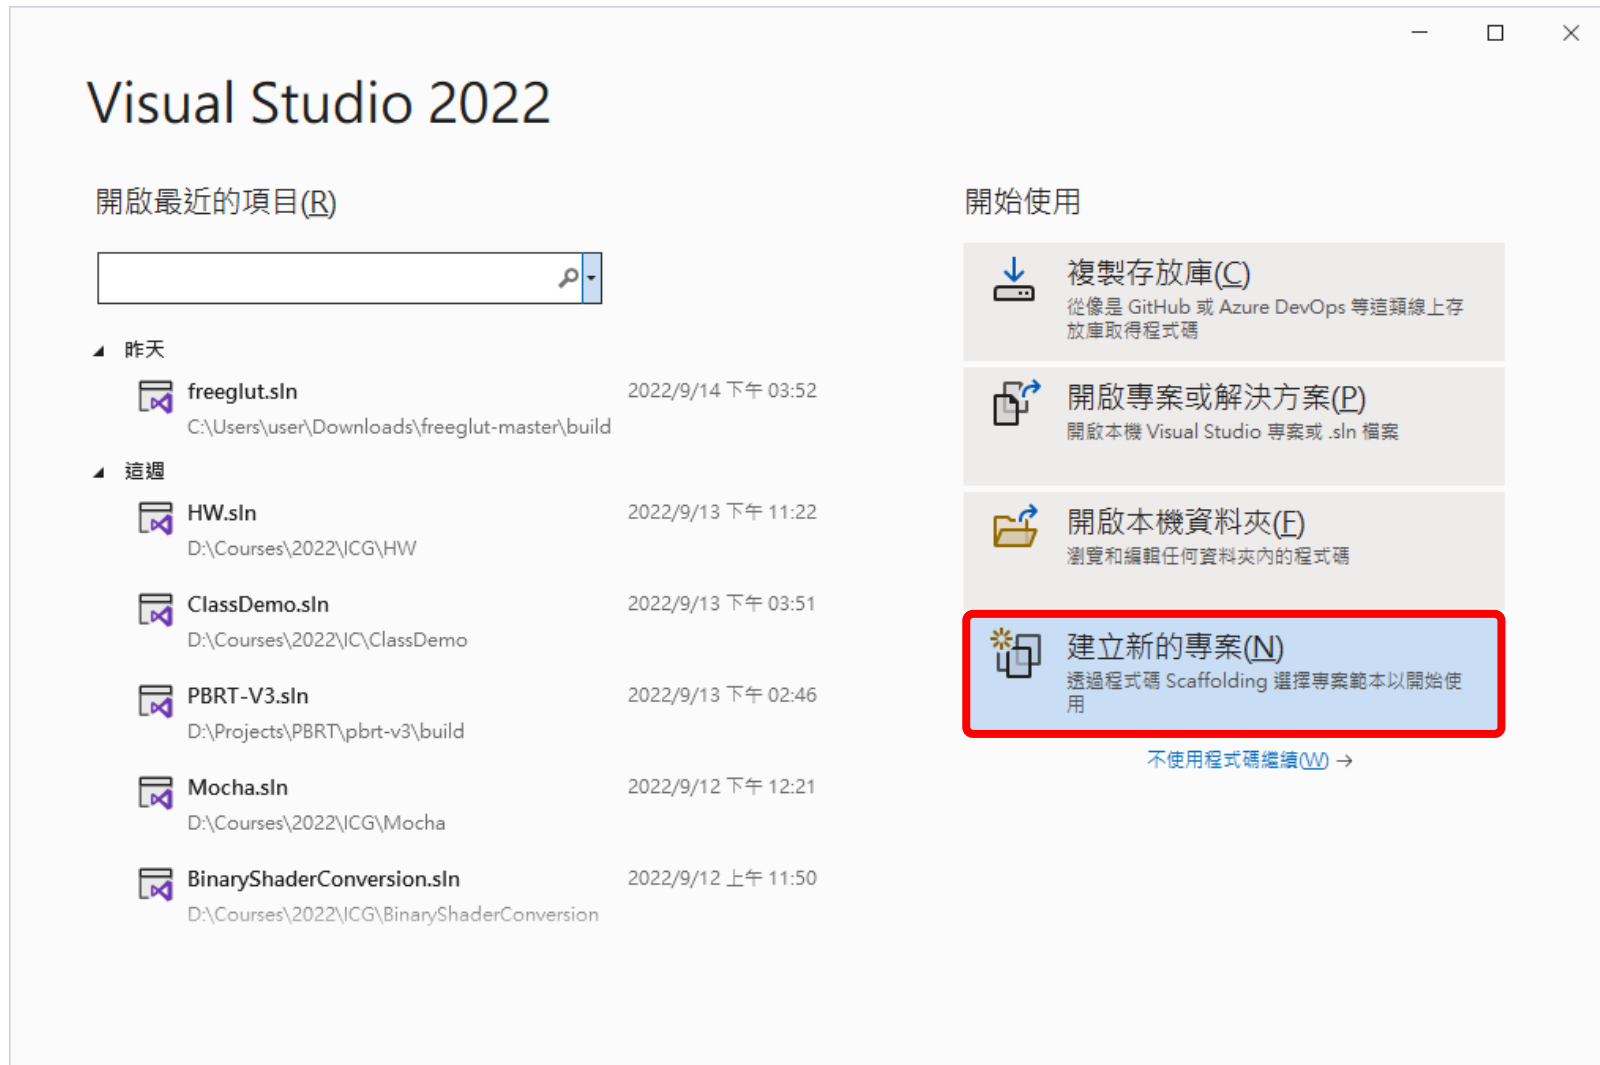 Visual Studio 2022
開啟最近的項目(R)
昨天
freeglut.sln 2022/9/14 下午 03:52
C:\Users\user\Downloads\freeglut-master\build
這週
HW.sln 2022/9/13 下午 11:22
D:\Courses\2022\ICG\HW
ClassDemo.sln 2022/9/13 下午 03:51
D:\Courses\2022\IC\ClassDemo
PBRT-V3.sln 2022/9/13 下午 02:46
D:\Projects\PBRT\pbrt-v3\build
Mocha.sln 2022/9/12 下午 12:21
D:\Courses\2022\ICG\Mocha
BinaryShaderConversion.sln 2022/9/12 上午 11:50
D:\Courses\2022\ICG\BinaryShaderConversion
開始使用
複製存放庫(C)
從像是 GitHub 或 Azure DevOps 等這類線上存
放庫取得程式碼
開啟專案或解決方案(P)
開啟本機 Visual Studio 專案或 .sln 檔案
開啟本機資料夾(F)
瀏覽和編輯任何資料夾內的程式碼
建立新的專案(N)
透過程式碼 Scaffolding 選擇專案範本以開始使
用
不使用程式碼繼續(W) →